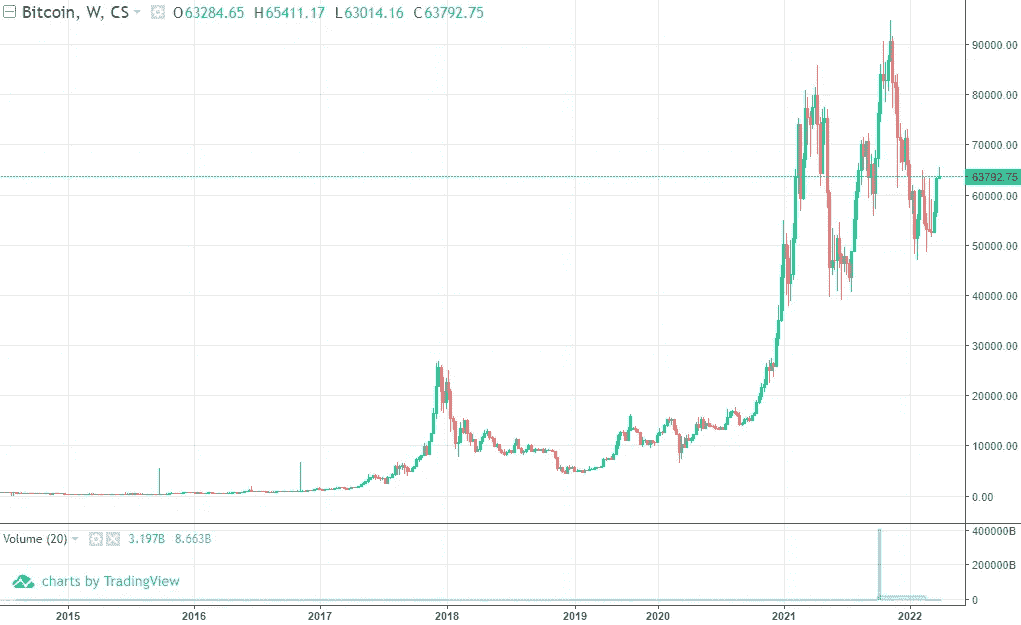 Bitcoin, W, CS O63284.65 H65411.17 L63014.16 C63792.75
90000.00
80000.00
70000.00
63792.75
60000.00
50000.00
40000.00
30000.00
20000.00
10000.00
0.00
Volume (20) 3.197B 8.663B
400000B
200000B
0
charts by TradingView
2015 2016 2017 2018 2019 2020 2021 2022